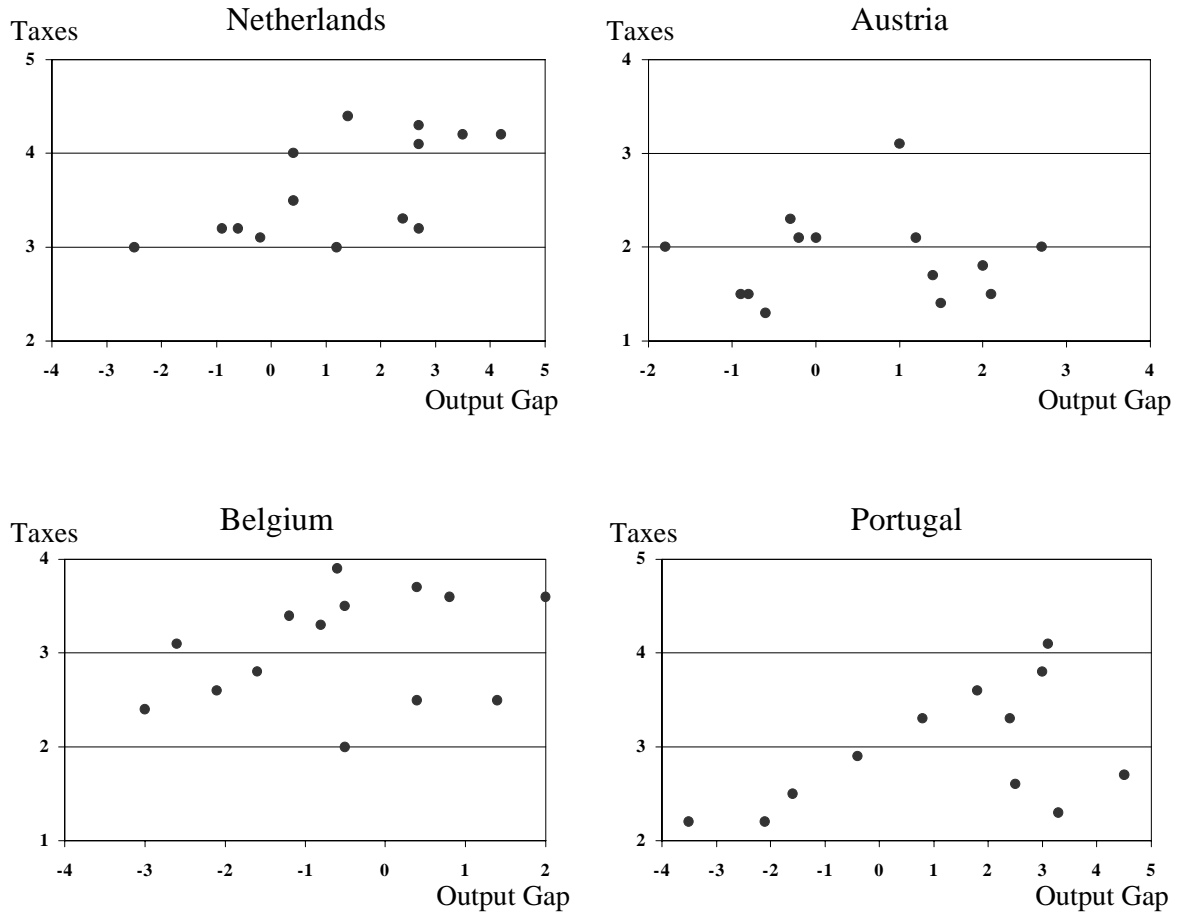 Netherlands
Taxes
5
4
3
2
-4 -3 -2 -1 0 1 2 3 4 5
Output Gap
Austria
Taxes
4
3
2
1
-2 -1 0 1 2 3 4
Output Gap
Belgium
Taxes
4
3
2
1
-4 -3 -2 -1 0 1 2
Output Gap
Portugal
Taxes
5
4
3
2
-4 -3 -2 -1 0 1 2 3 4 5
Output Gap